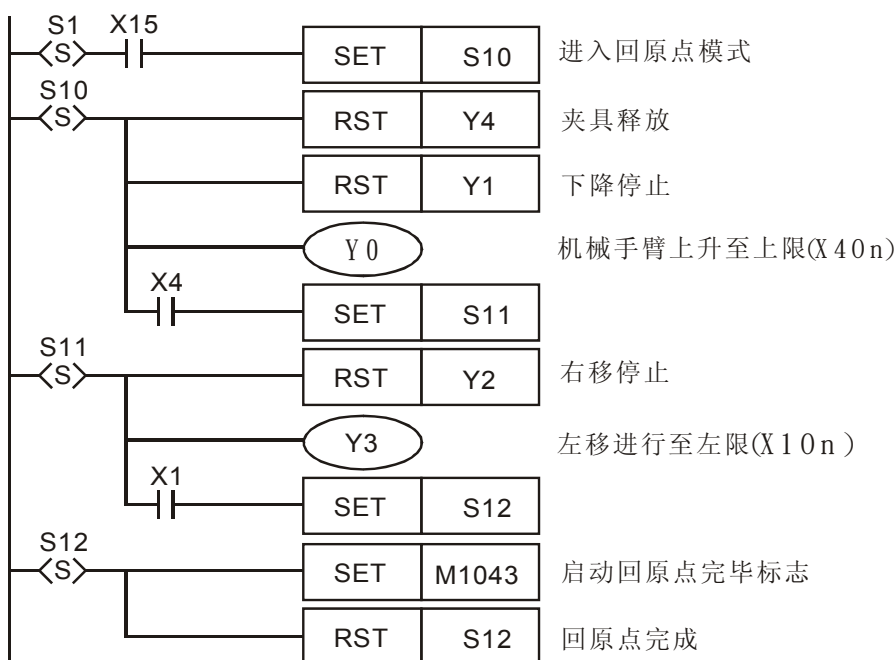 S1 X15
S SET S10 进入回原点模式
S10
S RST Y4 夹具释放
RST Y1 下降停止
Y0 机械手臂上升至上限(X40n)
X4
SET S11
S11
S RST Y2 右移停止
Y3 左移进行至左限(X10n)
X1
SET S12
S12
S SET M1043 启动回原点完毕标志
RST S12 回原点完成